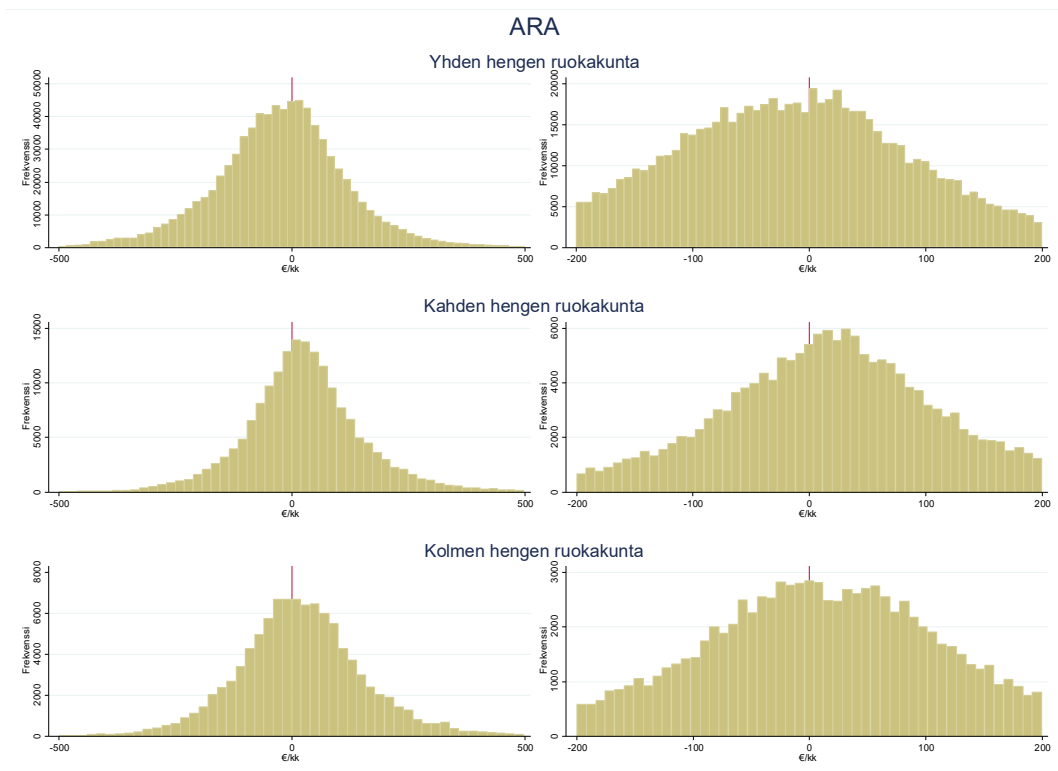 ARA
Yhden hengen ruokakunta
Frekvenssi
0 10000 20000 30000 40000 50000
-500 0 500
€/kk
Frekvenssi
0 5000 10000 15000 20000
-200 -100 0 100 200
€/kk
Kahden hengen ruokakunta
Frekvenssi
0 5000 10000 15000
-500 0 500
€/kk
Frekvenssi
0 2000 4000 6000
-200 -100 0 100 200
€/kk
Kolmen hengen ruokakunta
Frekvenssi
0 2000 4000 6000 8000
-500 0 500
€/kk
Frekvenssi
0 1000 2000 3000
-200 -100 0 100 200
€/kk